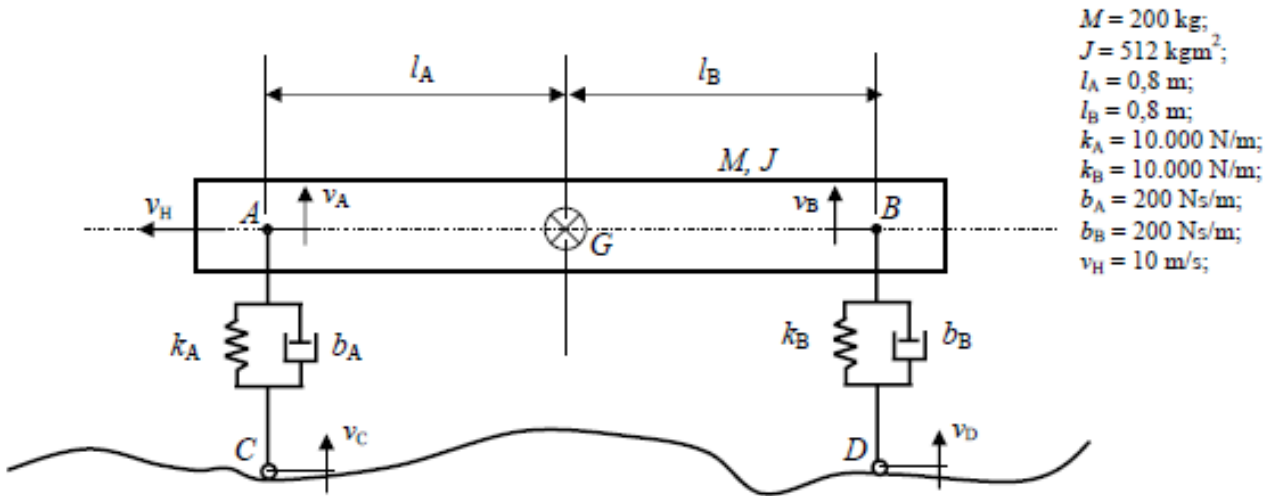 M = 200 kg;
J = 512 kgm²;
l_A = 0,8 m;
l_B = 0,8 m;
k_A = 10.000 N/m;
k_B = 10.000 N/m;
b_A = 200 Ns/m;
b_B = 200 Ns/m;
v_H = 10 m/s;
l_A l_B
M, J
v_H A v_A v_B B
G
k_A b_A k_B b_B
C v_C D v_D